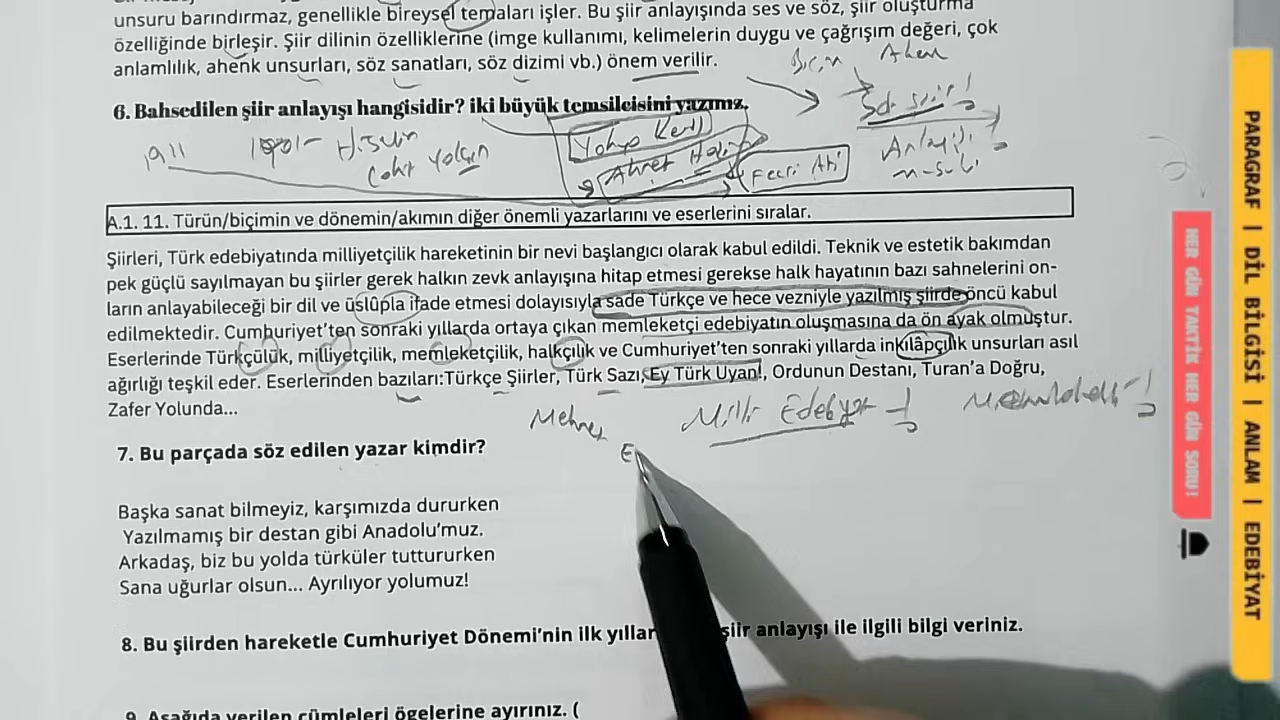 unsuru barındırmaz, genellikle bireysel temaları işler. Bu şiir anlayışında ses ve söz, şiir oluşturma
özelliğinde birleşir. Şiir dilinin özelliklerine (imge kullanımı, kelimelerin duygu ve çağrışım değeri, çok
anlamlılık, ahenk unsurları, söz sanatları, söz dizimi vb.) önem verilir.
6. Bahsedilen şiir anlayışı hangisidir? iki büyük temsilcisini yazınız.
1911
Yahya
Ahmet
Fecri Ati
A.1. 11. Türün/biçimin ve dönemin/akımın diğer önemli yazarlarını ve eserlerini sıralar.
Şiirleri, Türk edebiyatında milliyetçilik hareketinin bir nevi başlangıcı olarak kabul edildi. Teknik ve estetik bakımdan
pek güçlü sayılmayan bu şiirler gerek halkın zevk anlayışına hitap etmesi gerekse halk hayatının bazı sahnelerini on-
ların anlayabileceği bir dil ve üslûpla ifade etmesi dolayısıyla sade Türkçe ve hece vezniyle yazılmış şiirde öncü kabul
edilmektedir. Cumhuriyet'ten sonraki yıllarda ortaya çıkan memleketçi edebiyatın oluşmasına da ön ayak olmuştur.
Eserlerinde Türkçülük, milliyetçilik, memleketçilik, halkçılık ve Cumhuriyet'ten sonraki yıllarda inkılâpçılık unsurları asıl
ağırlığı teşkil eder. Eserlerinden bazıları:Türkçe Şiirler, Türk Sazı, Ey Türk Uyan!, Ordunun Destanı, Turan'a Doğru,
Zafer Yolunda...
Mehmet
Milli Edebiyat
7. Bu parçada söz edilen yazar kimdir?
E
Başka sanat bilmeyiz, karşımızda dururken
Yazılmamış bir destan gibi Anadolu'muz.
Arkadaş, biz bu yolda türküler tuttururken
Sana uğurlar olsun... Ayrılıyor yolumuz!
8. Bu şiirden hareketle Cumhuriyet Dönemi'nin ilk yıllar şiir anlayışı ile ilgili bilgi veriniz.
9. Aşağıda verilen cümleleri ögelerine ayırınız. (
PARAGRAF | DİL BİLGİSİ | ANLAM | EDEBİYAT
HER GÜN TAKTİK HER GÜN SORU!